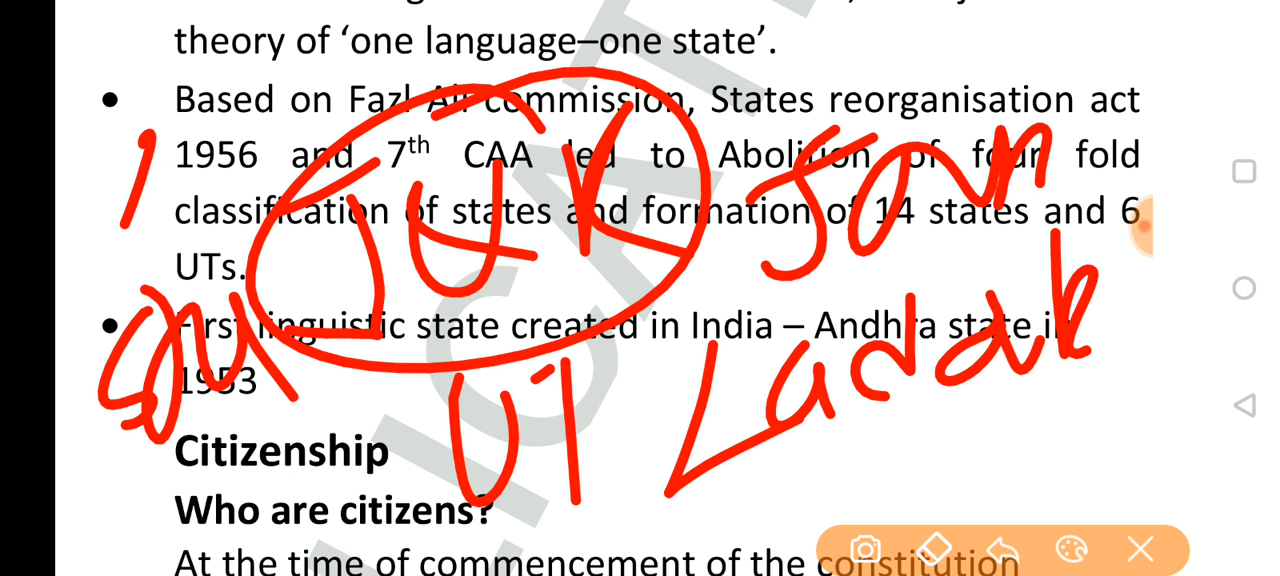 theory of ‘one language–one state’.
• Based on Fazl Ali commission, States reorganisation act
1956 and 7th CAA led to Abolition of four fold
classification of states and formation of 14 states and 6
UTs.
• First linguistic state created in India – Andhra state in
1953
J&K
UT
Ladak
Citizenship
Who are citizens?
At the time of commencement of the constitution